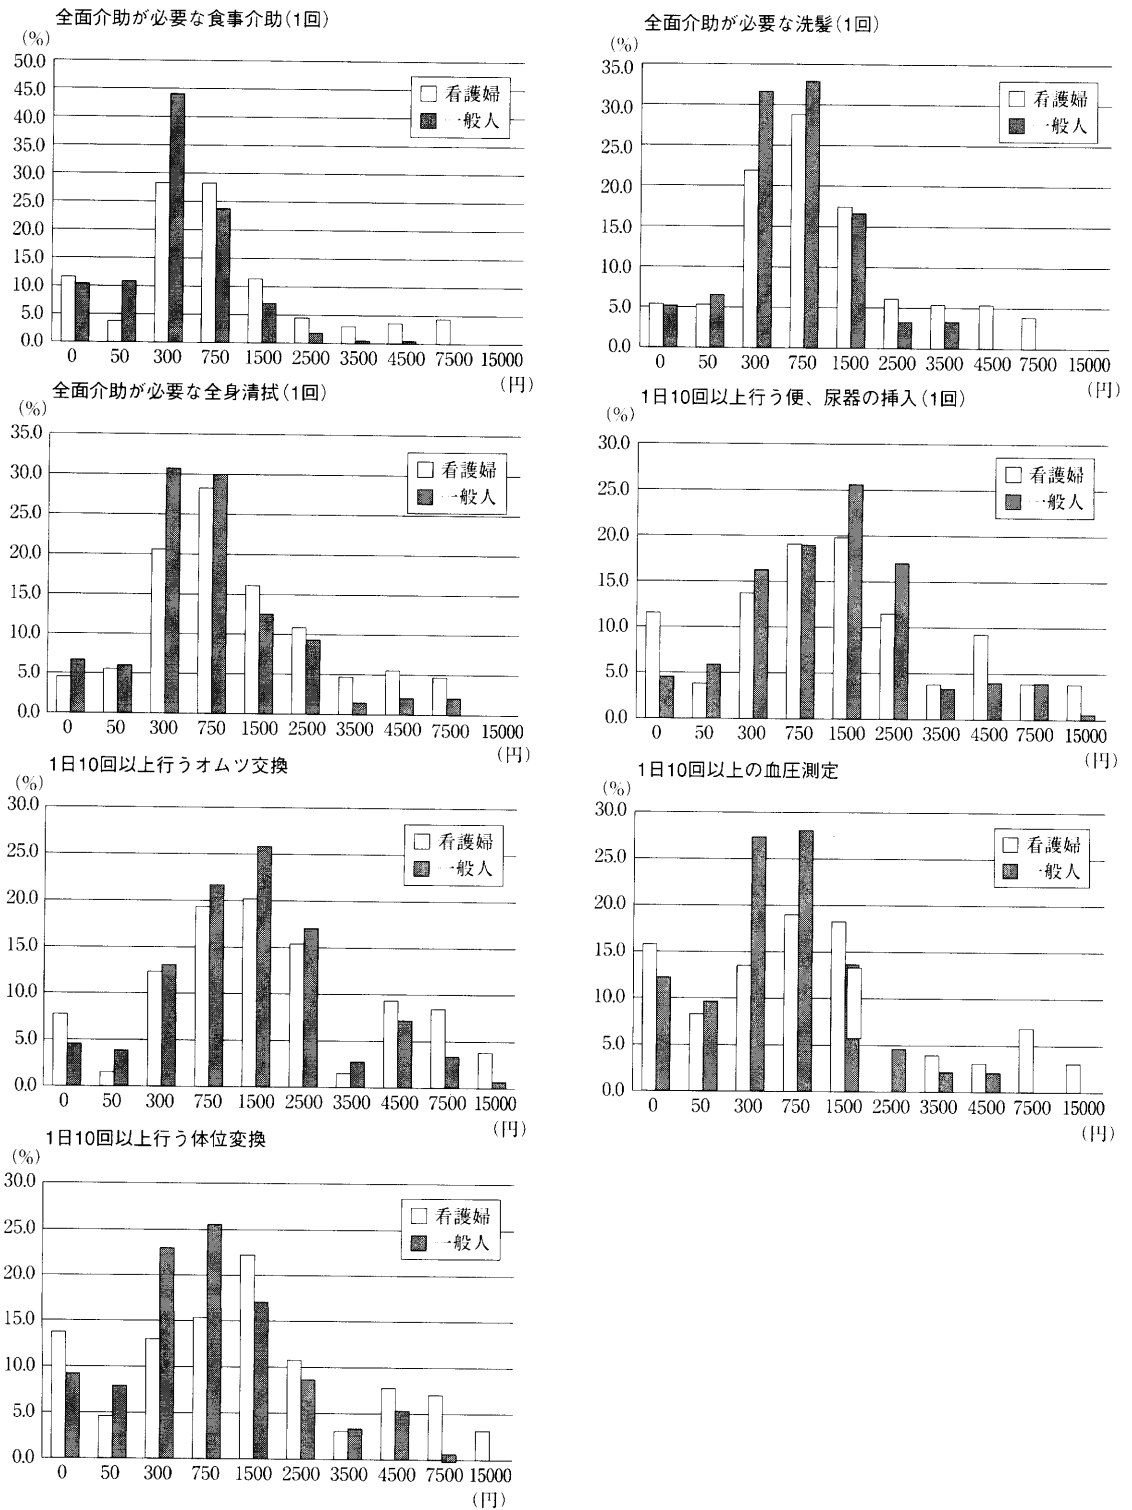 全面介助が必要な食事介助(1回)
(%)
50.0
45.0
40.0
35.0
30.0
25.0
20.0
15.0
10.0
5.0
0.0
看護婦
一般人
0 50 300 750 1500 2500 3500 4500 7500 15000
(円)
全面介助が必要な洗髪(1回)
(%)
35.0
30.0
25.0
20.0
15.0
10.0
5.0
0.0
看護婦
一般人
0 50 300 750 1500 2500 3500 4500 7500 15000
(円)
全面介助が必要な全身清拭(1回)
(%)
35.0
30.0
25.0
20.0
15.0
10.0
5.0
0.0
看護婦
一般人
0 50 300 750 1500 2500 3500 4500 7500 15000
(円)
1日10回以上行う便、尿器の挿入(1回)
(%)
30.0
25.0
20.0
15.0
10.0
5.0
0.0
看護婦
一般人
0 50 300 750 1500 2500 3500 4500 7500 15000
(円)
1日10回以上行うオムツ交換
(%)
30.0
25.0
20.0
15.0
10.0
5.0
0.0
看護婦
一般人
0 50 300 750 1500 2500 3500 4500 7500 15000
(円)
1日10回以上の血圧測定
(%)
30.0
25.0
20.0
15.0
10.0
5.0
0.0
看護婦
一般人
0 50 300 750 1500 2500 3500 4500 7500 15000
(円)
1日10回以上行う体位変換
(%)
30.0
25.0
20.0
15.0
10.0
5.0
0.0
看護婦
一般人
0 50 300 750 1500 2500 3500 4500 7500 15000
(円)